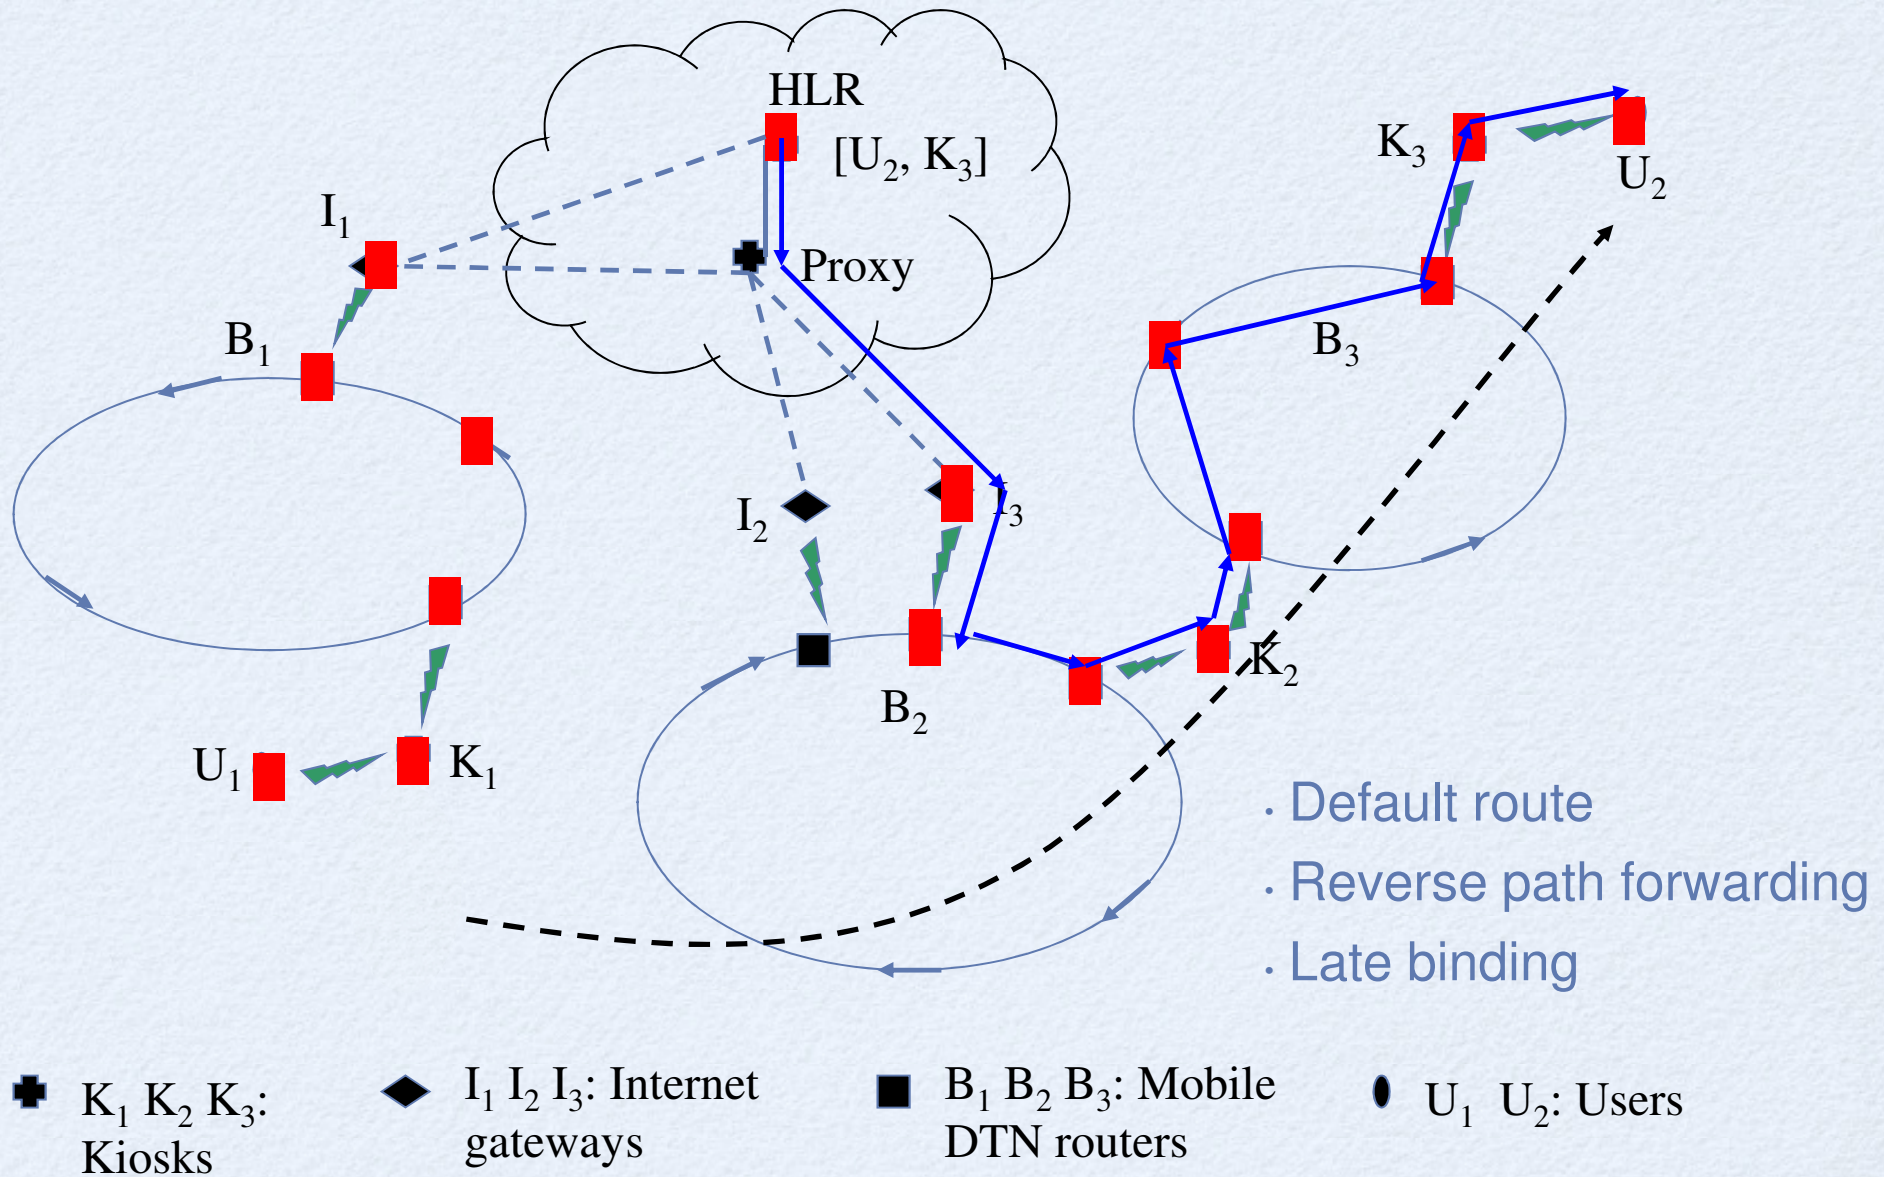 HLR
[U₂, K₃]
K₃
U₂
I₁
Proxy
B₁
B₃
I₂
I₃
K₂
B₂
U₁
K₁
. Default route
. Reverse path forwarding
. Late binding
K₁ K₂ K₃:
Kiosks
I₁ I₂ I₃: Internet
gateways
B₁ B₂ B₃: Mobile
DTN routers
U₁ U₂: Users